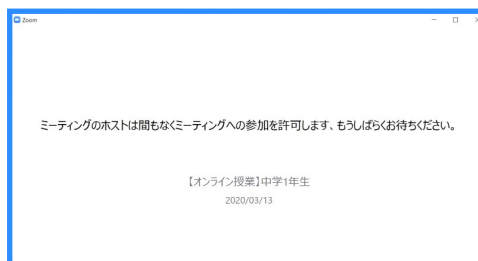 Zoom
ミーティングのホストは間もなくミーティングへの参加を許可します、もうしばらくお待ちください。
【オンライン授業】中学1年生
2020/03/13